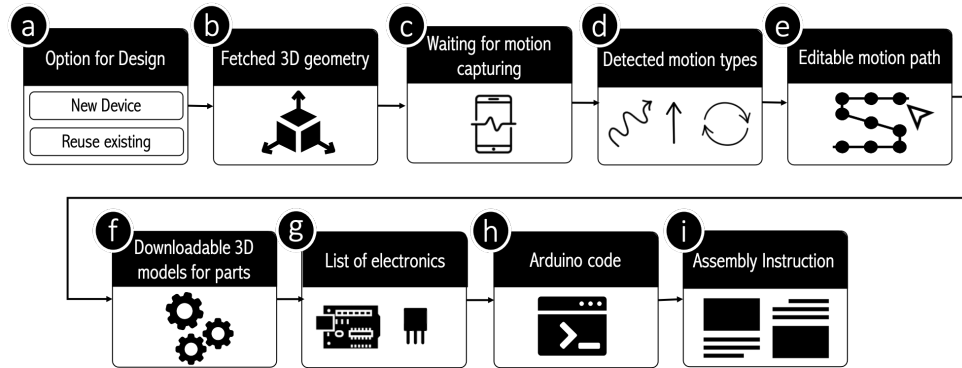 a
Option for Design
New Device
Reuse existing
b
Fetched 3D geometry
c
Waiting for motion
capturing
d
Detected motion types
e
Editable motion path
f
Downloadable 3D
models for parts
g
List of electronics
h
Arduino code
i
Assembly Instruction